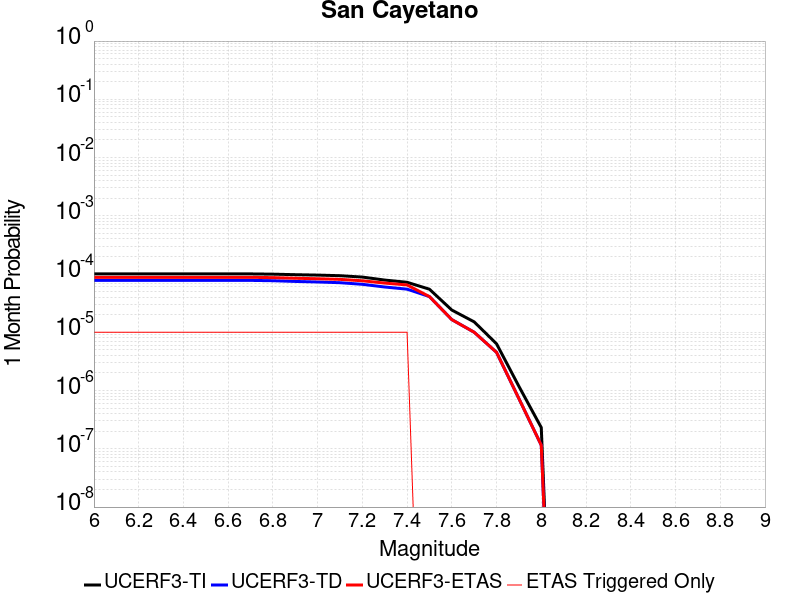 San Cayetano
10^0
10^-1
10^-2
10^-3
10^-4
10^-5
10^-6
10^-7
10^-8
1 Month Probability
6 6.2 6.4 6.6 6.8 7 7.2 7.4 7.6 7.8 8 8.2 8.4 8.6 8.8 9
Magnitude
UCERF3-TI UCERF3-TD UCERF3-ETAS ETAS Triggered Only